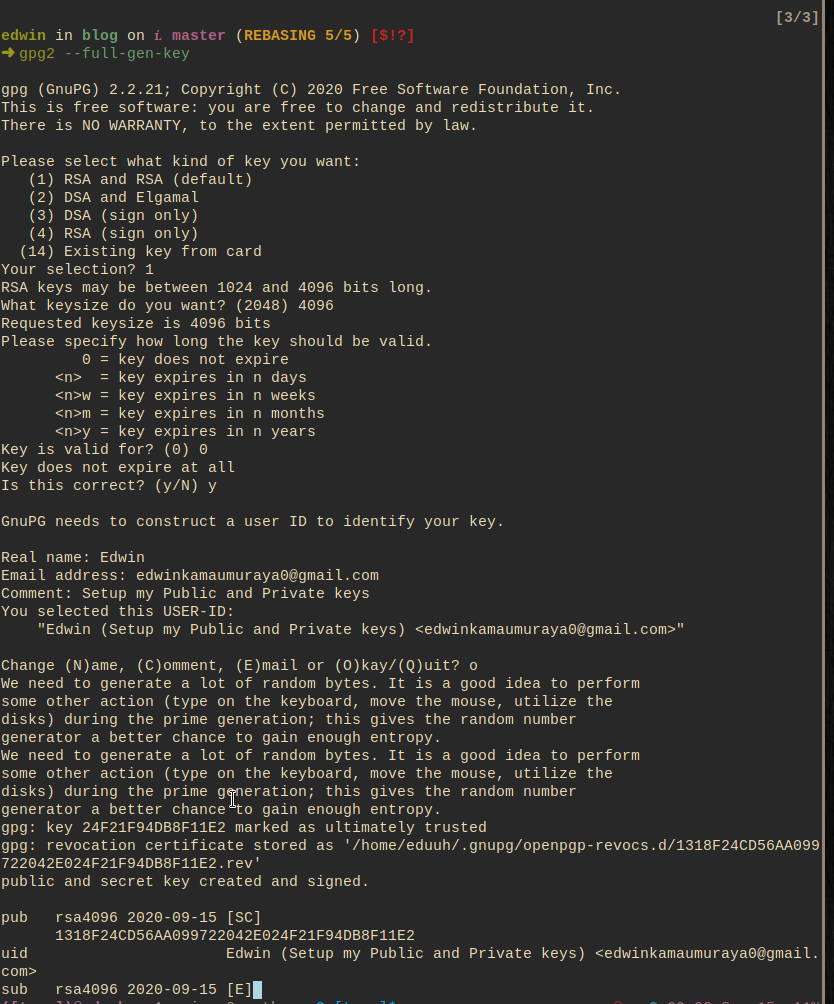 [3/3]
edwin in blog on master (REBASING 5/5) [$!?]
➜ gpg2 --full-gen-key
gpg (GnuPG) 2.2.21; Copyright (C) 2020 Free Software Foundation, Inc.
This is free software: you are free to change and redistribute it.
There is NO WARRANTY, to the extent permitted by law.
Please select what kind of key you want:
   (1) RSA and RSA (default)
   (2) DSA and Elgamal
   (3) DSA (sign only)
   (4) RSA (sign only)
  (14) Existing key from card
Your selection? 1
RSA keys may be between 1024 and 4096 bits long.
What keysize do you want? (2048) 4096
Requested keysize is 4096 bits
Please specify how long the key should be valid.
         0 = key does not expire
      <n>  = key expires in n days
      <n>w = key expires in n weeks
      <n>m = key expires in n months
      <n>y = key expires in n years
Key is valid for? (0) 0
Key does not expire at all
Is this correct? (y/N) y
GnuPG needs to construct a user ID to identify your key.
Real name: Edwin
Email address: edwinkamaumuraya0@gmail.com
Comment: Setup my Public and Private keys
You selected this USER-ID:
    "Edwin (Setup my Public and Private keys) <edwinkamaumuraya0@gmail.com>"
Change (N)ame, (C)omment, (E)mail or (O)kay/(Q)uit? o
We need to generate a lot of random bytes. It is a good idea to perform
some other action (type on the keyboard, move the mouse, utilize the
disks) during the prime generation; this gives the random number
generator a better chance to gain enough entropy.
We need to generate a lot of random bytes. It is a good idea to perform
some other action (type on the keyboard, move the mouse, utilize the
disks) during the prime generation; this gives the random number
generator a better chance to gain enough entropy.
gpg: key 24F21F94DB8F11E2 marked as ultimately trusted
gpg: revocation certificate stored as '/home/eduuh/.gnupg/openpgp-revocs.d/1318F24CD56AA099
722042E024F21F94DB8F11E2.rev'
public and secret key created and signed.
pub   rsa4096 2020-09-15 [SC]
      1318F24CD56AA099722042E024F21F94DB8F11E2
uid                      Edwin (Setup my Public and Private keys) <edwinkamaumuraya0@gmail.
com>
sub   rsa4096 2020-09-15 [E]